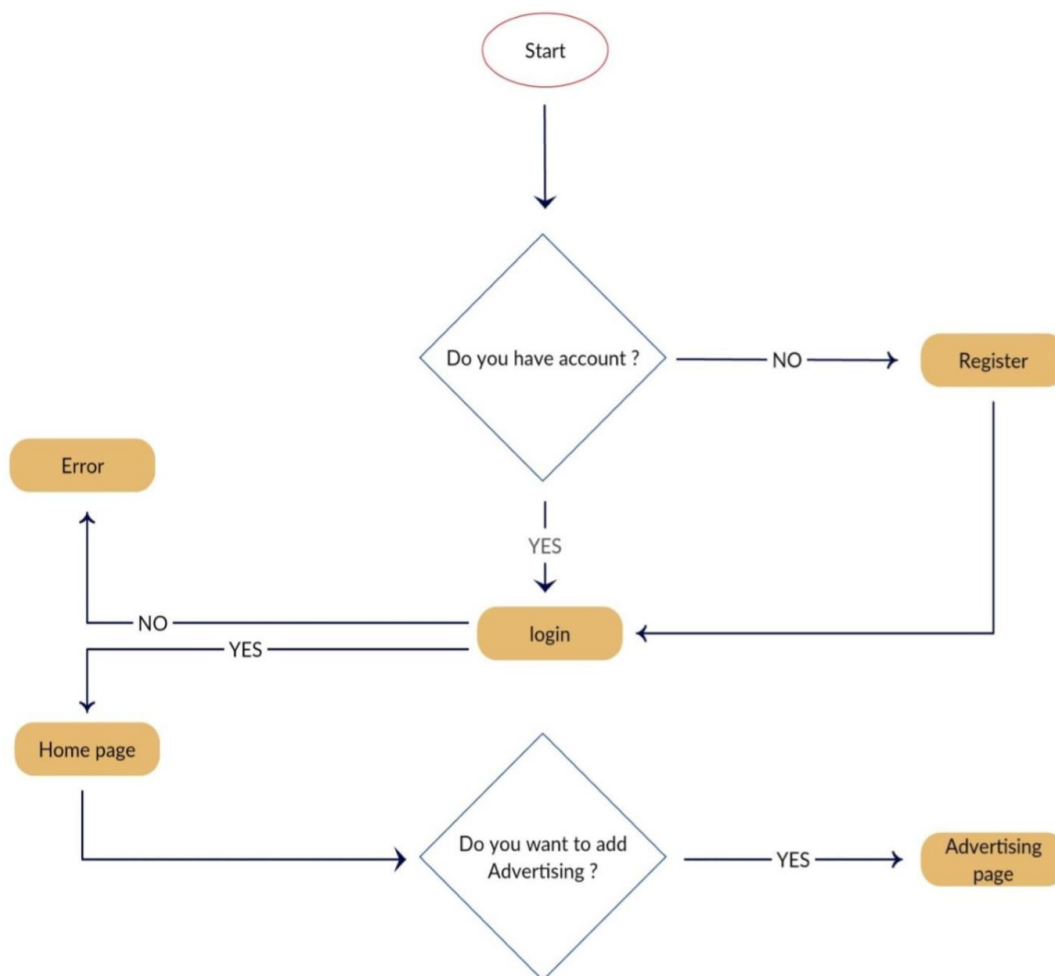 Start
Do you have account ?
NO
Register
Error
YES
NO
login
YES
Home page
Do you want to add
Advertising ?
YES
Advertising
page